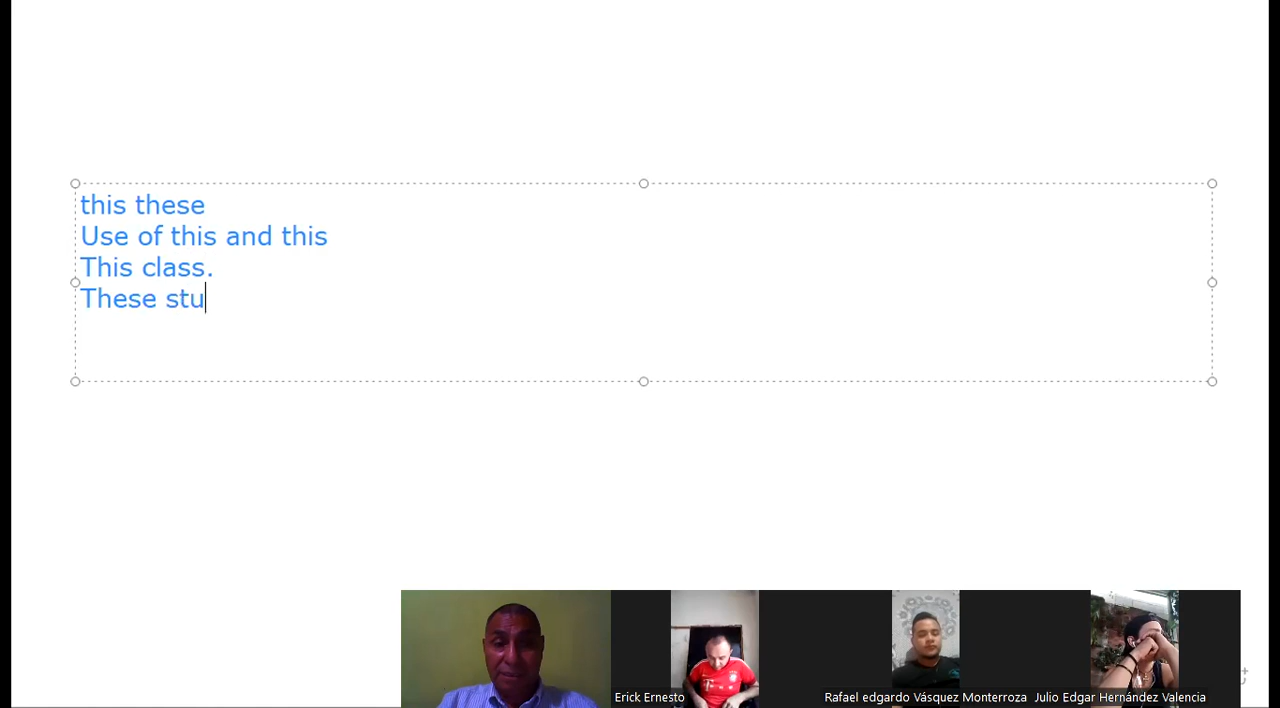 this these
Use of this and this
This class.
These stu
Erick Ernesto
Rafael edgardo Vásquez Monterroza
Julio Edgar Hernández Valencia